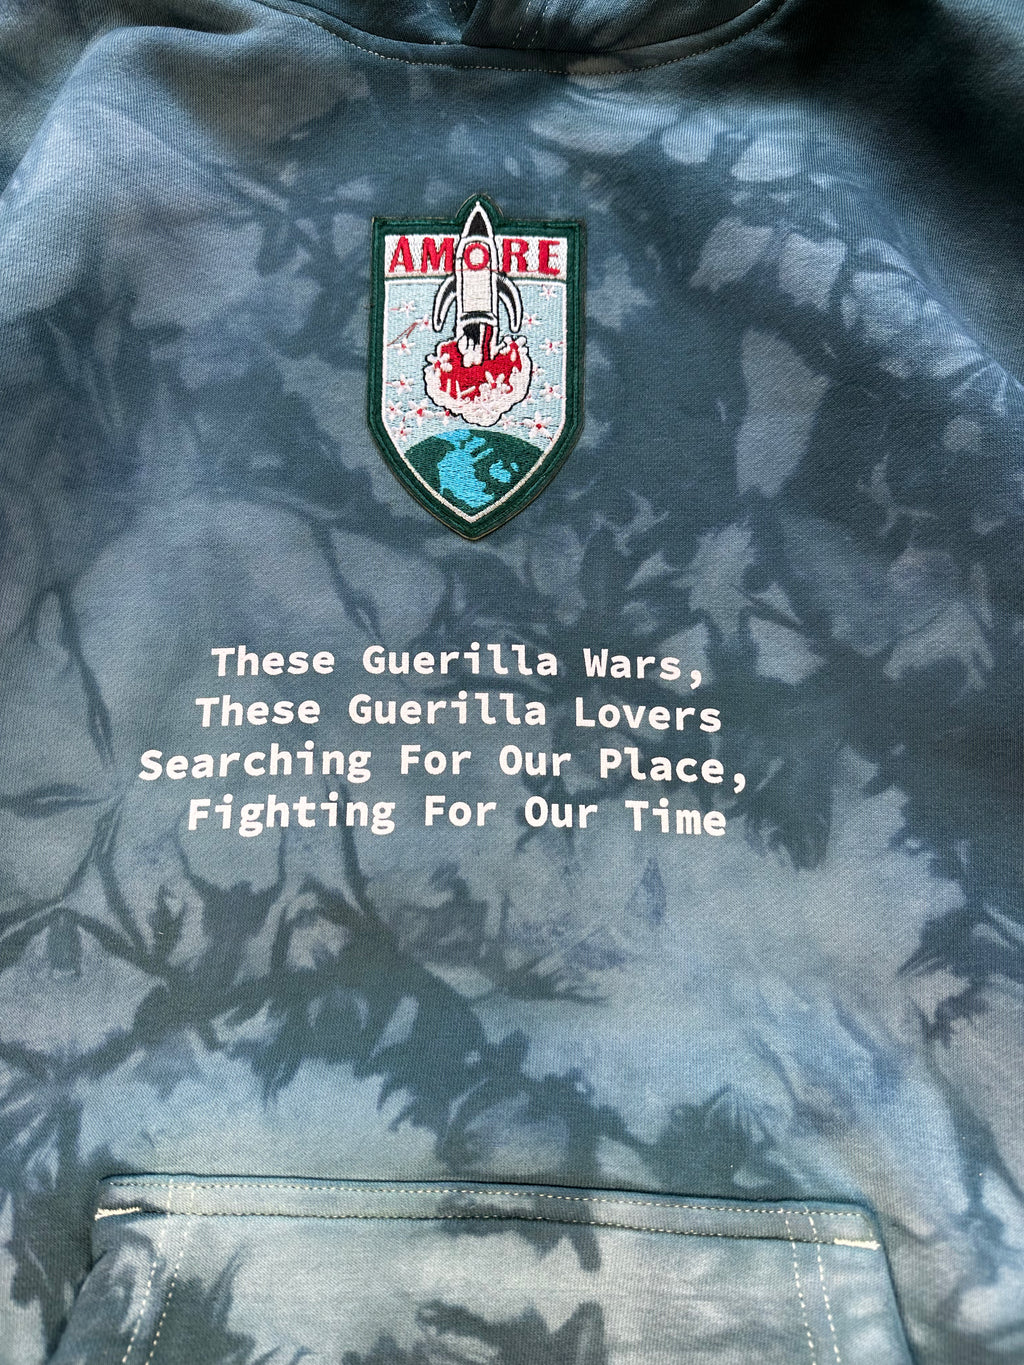 AMORE
These Guerilla Wars,
These Guerilla Lovers
Searching For Our Place,
Fighting For Our Time